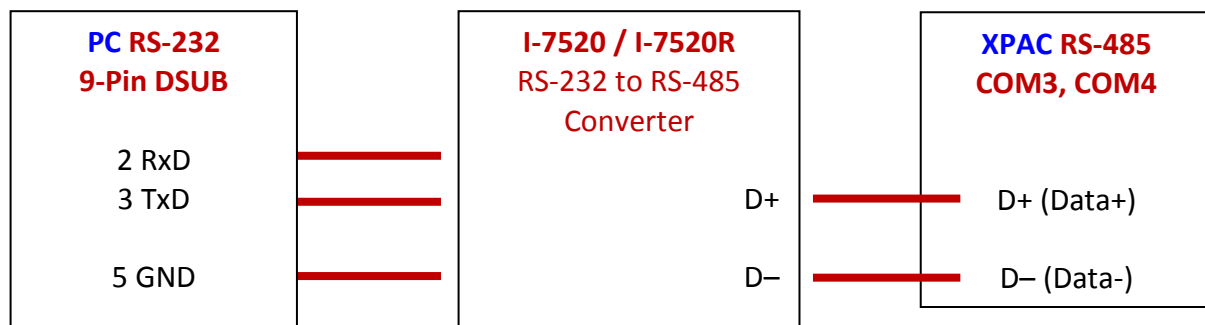 PC RS-232
9-Pin DSUB
2 RxD
3 TxD
5 GND
I-7520 / I-7520R
RS-232 to RS-485
Converter
D+
D–
XPAC RS-485
COM3, COM4
D+ (Data+)
D– (Data-)